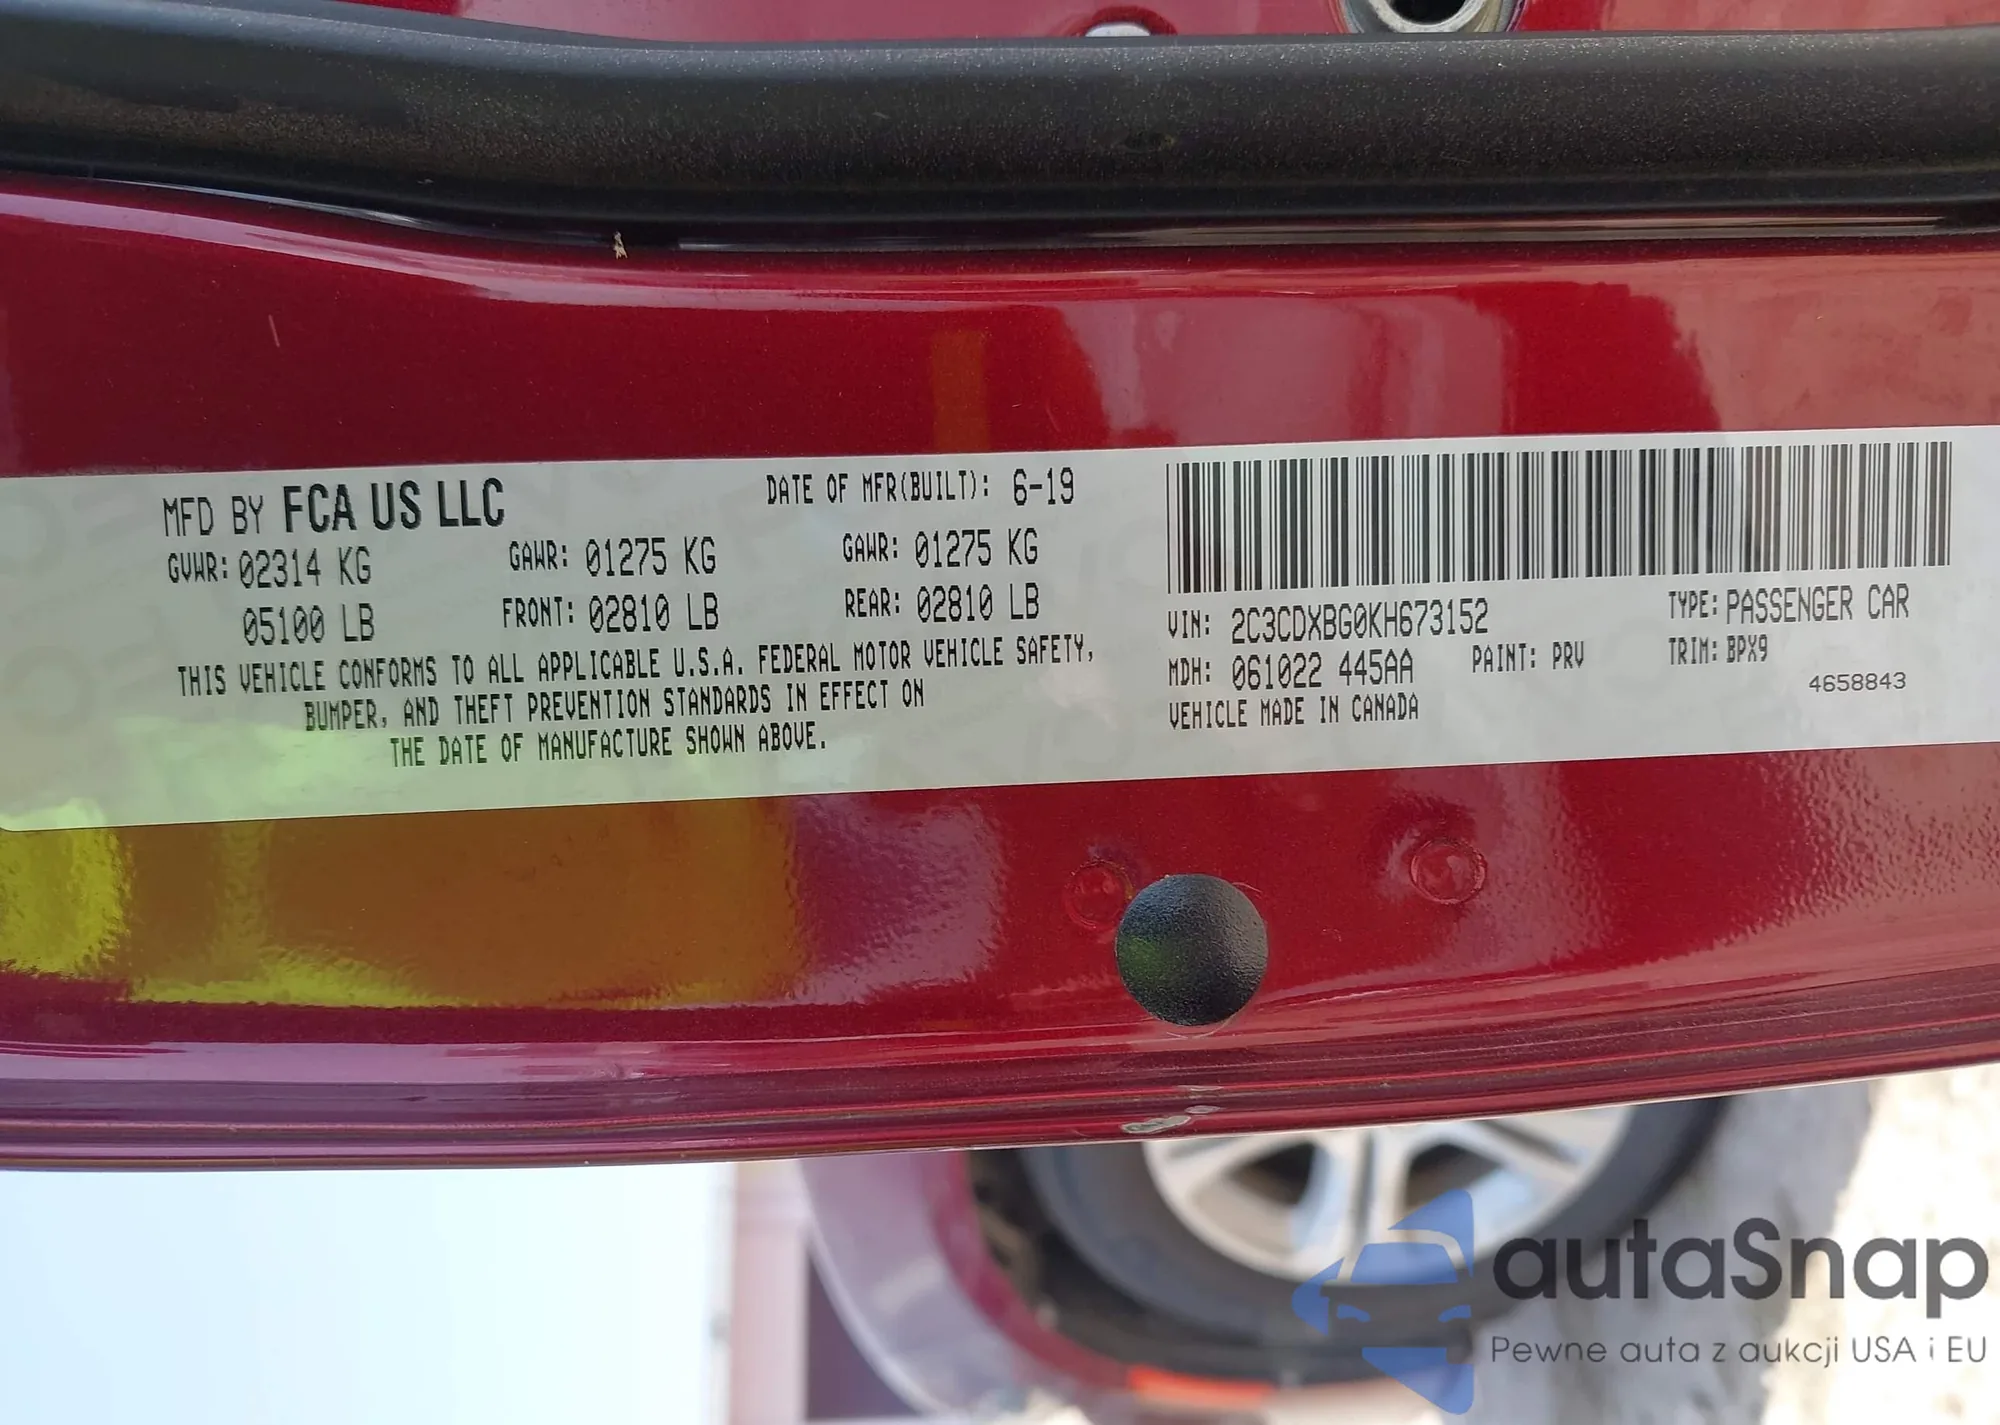 MFD BY FCA US LLC DATE OF MFR(BUILT): 6-19
GVWR: 02314 KG GAWR: 01275 KG GAWR: 01275 KG
05100 LB FRONT: 02810 LB REAR: 02810 LB
THIS VEHICLE CONFORMS TO ALL APPLICABLE U.S.A. FEDERAL MOTOR VEHICLE SAFETY,
BUMPER, AND THEFT PREVENTION STANDARDS IN EFFECT ON
THE DATE OF MANUFACTURE SHOWN ABOVE.
VIN: 2C3CDXBG0KH673152 TYPE: PASSENGER CAR
MDH: 061022 445AA PAINT: PRV TRIM: BPX9
VEHICLE MADE IN CANADA 4658843
autaSnap
Pewne auta z aukcji USA i EU